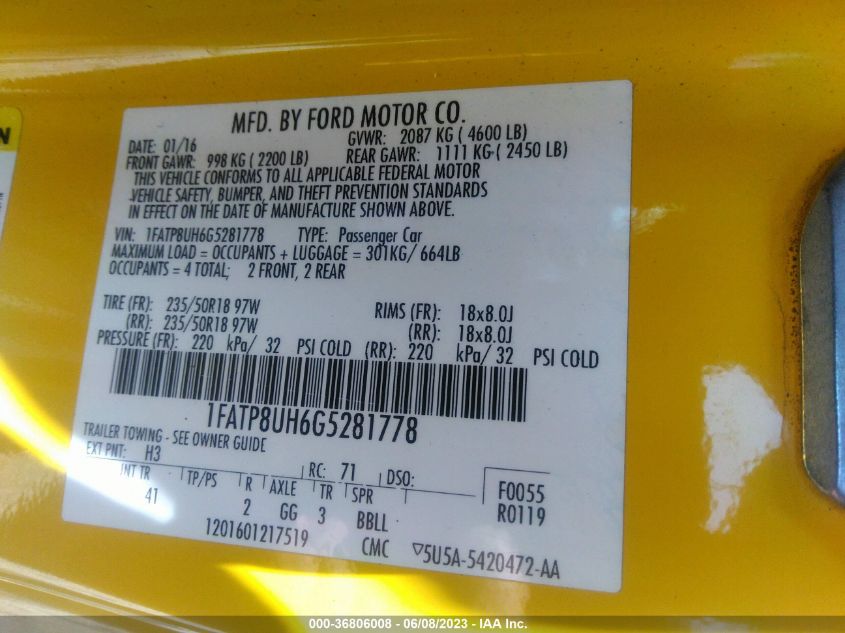 N
MFD. BY FORD MOTOR CO.
DATE: 01/16 GVWR: 2087 KG ( 4600 LB)
FRONT GAWR: 998 KG ( 2200 LB) REAR GAWR: 1111 KG ( 2450 LB)
THIS VEHICLE CONFORMS TO ALL APPLICABLE FEDERAL MOTOR
VEHICLE SAFETY, BUMPER, AND THEFT PREVENTION STANDARDS
IN EFFECT ON THE DATE OF MANUFACTURE SHOWN ABOVE.
VIN: 1FATP8UH6G5281778 TYPE: Passenger Car
MAXIMUM LOAD = OCCUPANTS + LUGGAGE = 301KG/ 664LB
OCCUPANTS = 4 TOTAL; 2 FRONT, 2 REAR
TIRE (FR): 235/50R18 97W RIMS (FR): 18x8.0J
(RR): 235/50R18 97W (RR): 18x8.0J
PRESSURE (FR): 220 kPa/ 32 PSI COLD (RR): 220 kPa/ 32 PSI COLD
1FATP8UH6G5281778
TRAILER TOWING - SEE OWNER GUIDE
EXT PNT: H3 RC: 71 DSO:
INT TR TP/PS R AXLE TR SPR F0055
41 2 GG 3 BBLL R0119
1201601217519 CMC ▽5U5A-5420472-AA
000-36806008 - 06/08/2023 - IAA Inc.